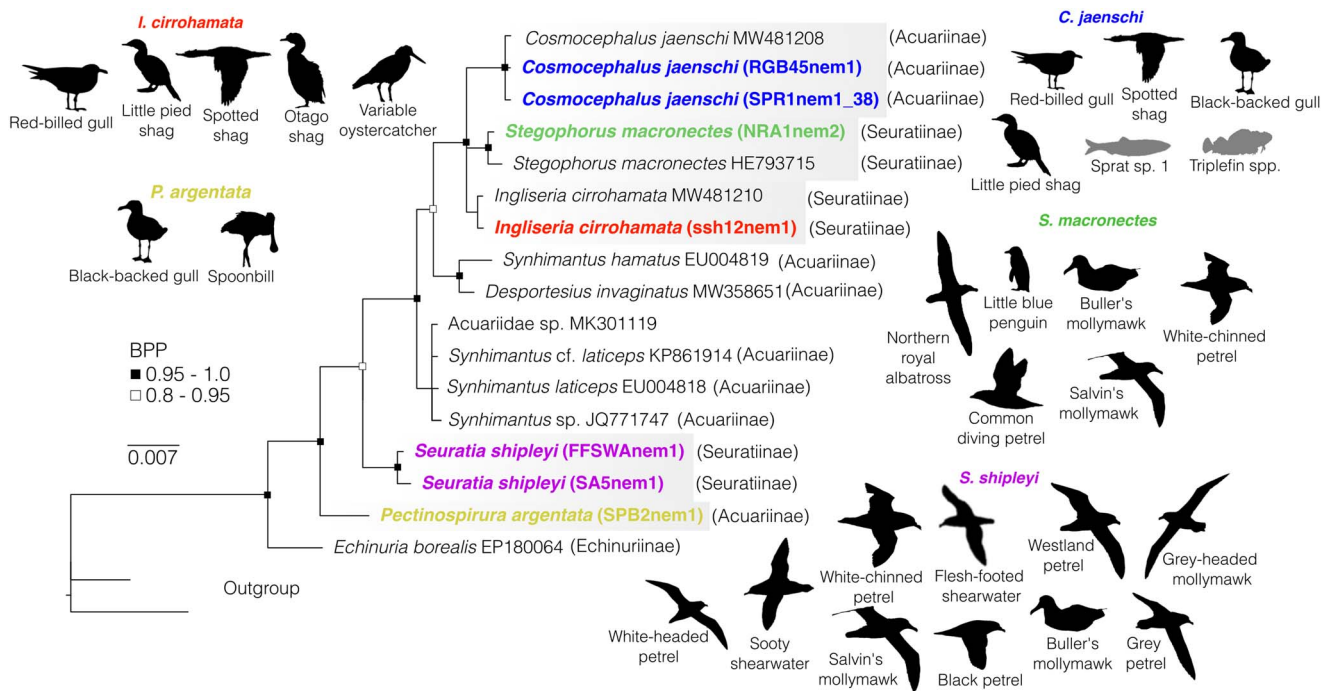 I. cirrohamata
Red-billed gull
Little pied
shag
Spotted
shag
Otago
shag
Variable
oystercatcher
P. argentata
Black-backed gull
Spoonbill
BPP
0.95 - 1.0
0.8 - 0.95
0.007
Cosmocephalus jaenschi MW481208 (Acuariinae)
Cosmocephalus jaenschi (RGB45nem1) (Acuariinae)
Cosmocephalus jaenschi (SPR1nem1_38) (Acuariinae)
Stegophorus macronectes (NRA1nem2) (Seuratiinae)
Stegophorus macronectes HE793715 (Seuratiinae)
Ingliseria cirrohamata MW481210 (Seuratiinae)
Ingliseria cirrohamata (ssh12nem1) (Seuratiinae)
Synhimantus hamatus EU004819 (Acuariinae)
Desportesius invaginatus MW358651 (Acuariinae)
Acuariidae sp. MK301119
Synhimantus cf. laticeps KP861914 (Acuariinae)
Synhimantus laticeps EU004818 (Acuariinae)
Synhimantus sp. JQ771747 (Acuariinae)
Seuratia shipleyi (FFSWAnem1) (Seuratiinae)
Seuratia shipleyi (SA5nem1) (Seuratiinae)
Pectinospirura argentata (SPB2nem1) (Acuariinae)
Echinuria borealis EP180064 (Echinuriinae)
Outgroup
C. jaenschi
Red-billed gull
Spotted
shag
Black-backed gull
Little pied shag
Sprat sp. 1
Triplefin spp.
S. macronectes
Northern
royal
albatross
Little blue
penguin
Buller's
mollymawk
White-chinned
petrel
Common
diving petrel
Salvin's
mollymawk
S. shipleyi
White-headed
petrel
Sooty
shearwater
White-chinned
petrel
Flesh-footed
shearwater
Westland
petrel
Grey-headed
mollymawk
Salvin's
mollymawk
Black petrel
Buller's
mollymawk
Grey
petrel